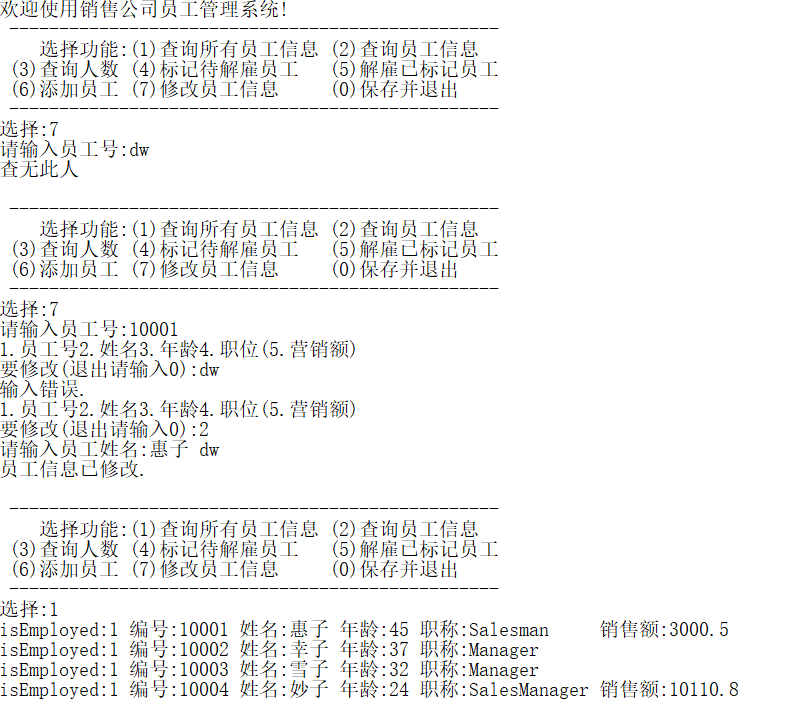 欢迎使用销售公司员工管理系统!
-------------------------------------------------
选择功能:(1)查询所有员工信息 (2)查询员工信息
(3)查询人数 (4)标记待解雇员工 (5)解雇已标记员工
(6)添加员工 (7)修改员工信息 (0)保存并退出
-------------------------------------------------
选择:7
请输入员工号:dw
查无此人
-------------------------------------------------
选择功能:(1)查询所有员工信息 (2)查询员工信息
(3)查询人数 (4)标记待解雇员工 (5)解雇已标记员工
(6)添加员工 (7)修改员工信息 (0)保存并退出
-------------------------------------------------
选择:7
请输入员工号:10001
1.员工号2.姓名3.年龄4.职位(5.营销额)
要修改(退出请输入0):dw
输入错误.
1.员工号2.姓名3.年龄4.职位(5.营销额)
要修改(退出请输入0):2
请输入员工姓名:惠子 dw
员工信息已修改.
-------------------------------------------------
选择功能:(1)查询所有员工信息 (2)查询员工信息
(3)查询人数 (4)标记待解雇员工 (5)解雇已标记员工
(6)添加员工 (7)修改员工信息 (0)保存并退出
-------------------------------------------------
选择:1
isEmployed:1 编号:10001 姓名:惠子 年龄:45 职称:Salesman 销售额:3000.5
isEmployed:1 编号:10002 姓名:幸子 年龄:37 职称:Manager
isEmployed:1 编号:10003 姓名:雪子 年龄:32 职称:Manager
isEmployed:1 编号:10004 姓名:妙子 年龄:24 职称:SalesManager 销售额:10110.8